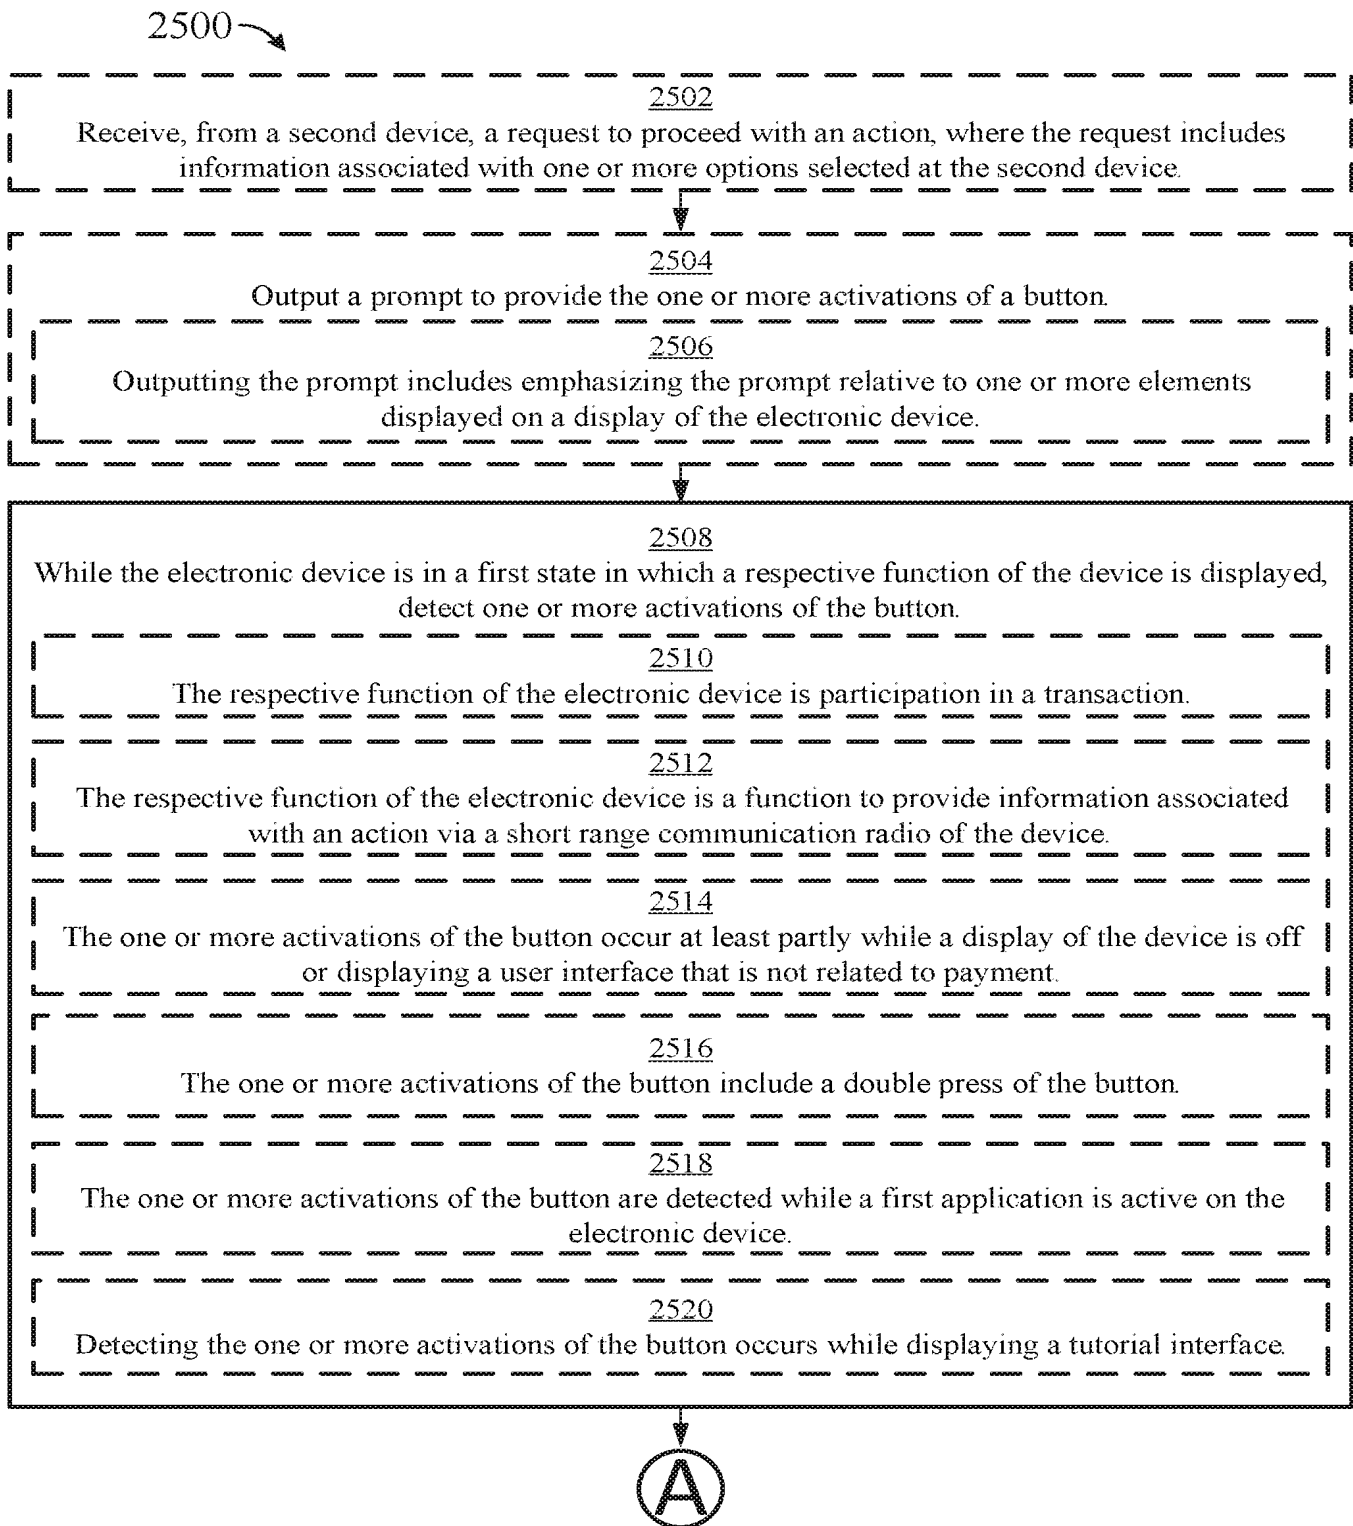 2500
2502
Receive, from a second device, a request to proceed with an action, where the request includes
information associated with one or more options selected at the second device.
2504
Output a prompt to provide the one or more activations of a button.
2506
Outputting the prompt includes emphasizing the prompt relative to one or more elements
displayed on a display of the electronic device.
2508
While the electronic device is in a first state in which a respective function of the device is displayed,
detect one or more activations of the button.
2510
The respective function of the electronic device is participation in a transaction.
2512
The respective function of the electronic device is a function to provide information associated
with an action via a short range communication radio of the device.
2514
The one or more activations of the button occur at least partly while a display of the device is off
or displaying a user interface that is not related to payment.
2516
The one or more activations of the button include a double press of the button.
2518
The one or more activations of the button are detected while a first application is active on the
electronic device.
2520
Detecting the one or more activations of the button occurs while displaying a tutorial interface.
A